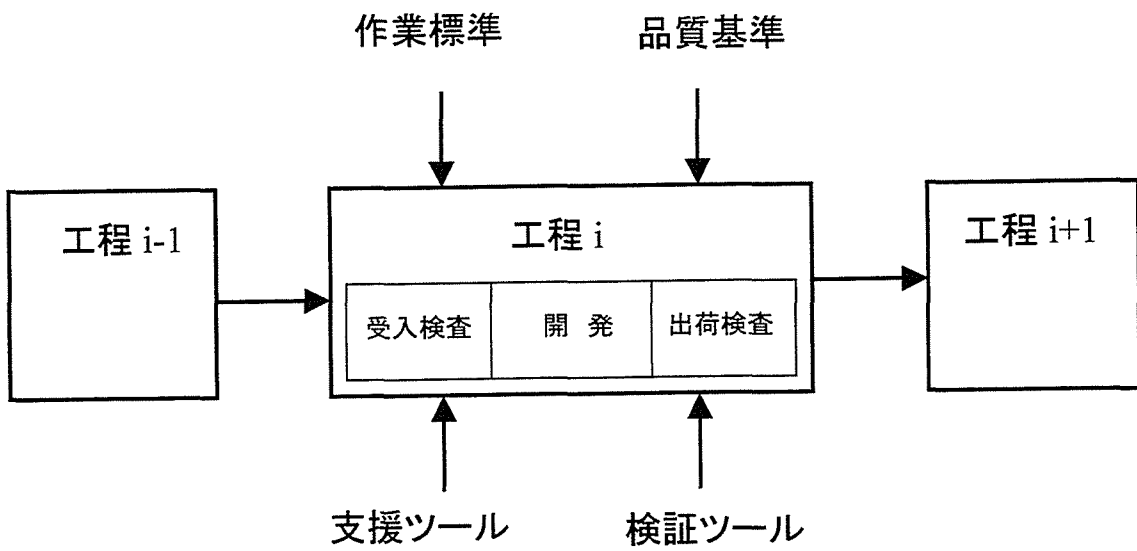 作業標準
品質基準
工程 i-1
工程 i
工程 i+1
受入検査
開 発
出荷検査
支援ツール
検証ツール